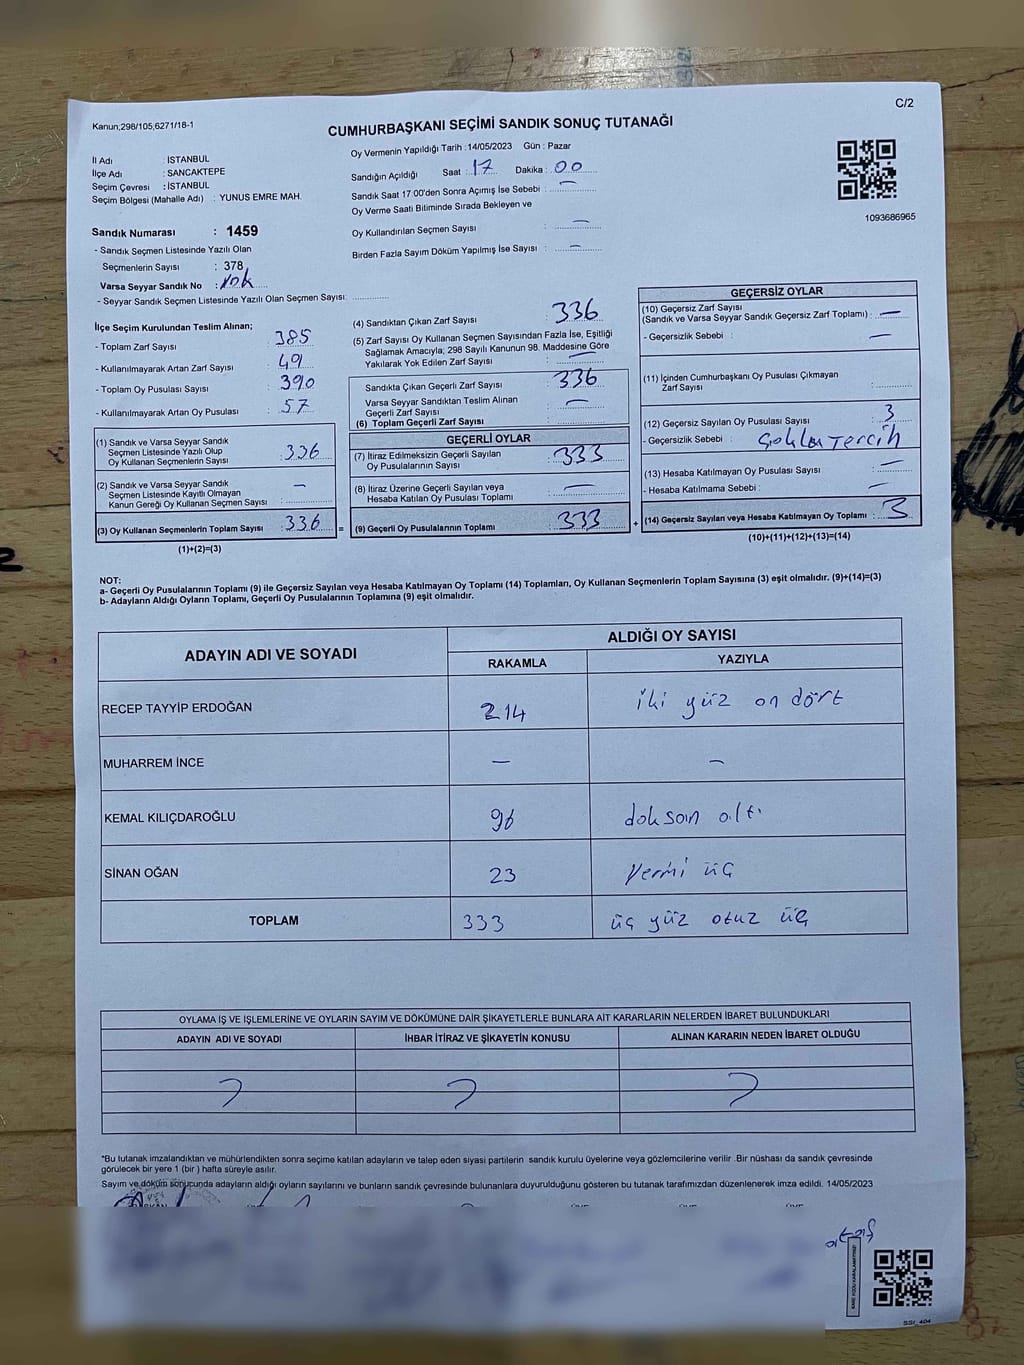 C/2
Kanun;298/105,6271/18-1
CUMHURBAŞKANI SEÇİMİ SANDIK SONUÇ TUTANAĞI
İl Adı : İSTANBUL
İlçe Adı : SANCAKTEPE
Seçim Çevresi : İSTANBUL
Seçim Bölgesi (Mahalle Adı) : YUNUS EMRE MAH.
Sandık Numarası : 1459
- Sandık Seçmen Listesinde Yazılı Olan
Seçmenlerin Sayısı : 378
Varsa Seyyar Sandık No : Yok
- Seyyar Sandık Seçmen Listesinde Yazılı Olan Seçmen Sayısı:
Oy Vermenin Yapıldığı Tarih : 14/05/2023 Gün : Pazar
Sandığın Açıldığı Saat : 17 Dakika : 00
Sandık Saat 17:00'den Sonra Açımış İse Sebebi : —
Oy Verme Saati Bitiminde Sırada Bekleyen ve
Oy Kullandırılan Seçmen Sayısı : —
Birden Fazla Sayım Döküm Yapılmış İse Sayısı : —
1093686965
İlçe Seçim Kurulundan Teslim Alınan;
- Toplam Zarf Sayısı : 385
- Kullanılmayarak Artan Zarf Sayısı : 49
- Toplam Oy Pusulası Sayısı : 390
- Kullanılmayarak Artan Oy Pusulası : 57
(1) Sandık ve Varsa Seyyar Sandık
Seçmen Listesinde Yazılı Olup
Oy Kullanan Seçmenlerin Sayısı : 336
(2) Sandık ve Varsa Seyyar Sandık
Seçmen Listesinde Kayıtlı Olmayan
Kanun Gereği Oy Kullanan Seçmen Sayısı : —
(3) Oy Kullanan Seçmenlerin Toplam Sayısı : 336 =
(1)+(2)=(3)
(4) Sandıktan Çıkan Zarf Sayısı : 336
(5) Zarf Sayısı Oy Kullanan Seçmen Sayısından Fazla İse, Eşitliği
Sağlamak Amacıyla; 298 Sayılı Kanunun 98. Maddesine Göre
Yakılarak Yok Edilen Zarf Sayısı : —
Sandıkta Çıkan Geçerli Zarf Sayısı : 336
Varsa Seyyar Sandıktan Teslim Alınan
Geçerli Zarf Sayısı : —
(6) Toplam Geçerli Zarf Sayısı :
GEÇERLİ OYLAR
(7) İtiraz Edilmeksizin Geçerli Sayılan
Oy Pusulalarının Sayısı : 333
(8) İtiraz Üzerine Geçerli Sayılan veya
Hesaba Katılan Oy Pusulası Toplamı : —
(9) Geçerli Oy Pusulalarının Toplamı : 333 +
GEÇERSİZ OYLAR
(10) Geçersiz Zarf Sayısı
(Sandık ve Varsa Seyyar Sandık Geçersiz Zarf Toplamı) : —
- Geçersizlik Sebebi : —
(11) İçinden Cumhurbaşkanı Oy Pusulası Çıkmayan
Zarf Sayısı :
(12) Geçersiz Sayılan Oy Pusulası Sayısı : 3
- Geçersizlik Sebebi : Çoklu Tercih
(13) Hesaba Katılmayan Oy Pusulası Sayısı : —
- Hesaba Katılmama Sebebi : —
(14) Geçersiz Sayılan veya Hesaba Katılmayan Oy Toplamı : 3
(10)+(11)+(12)+(13)=(14)
NOT:
a- Geçerli Oy Pusulalarının Toplamı (9) ile Geçersiz Sayılan veya Hesaba Katılmayan Oy Toplamı (14) Toplamları, Oy Kullanan Seçmenlerin Toplam Sayısına (3) eşit olmalıdır. (9)+(14)=(3)
b- Adayların Aldığı Oyların Toplamı, Geçerli Oy Pusulalarının Toplamına (9) eşit olmalıdır.
ADAYIN ADI VE SOYADI
ALDIĞI OY SAYISI
RAKAMLA YAZIYLA
RECEP TAYYİP ERDOĞAN 214 iki yüz on dört
MUHARREM İNCE — —
KEMAL KILIÇDAROĞLU 96 doksan altı
SİNAN OĞAN 23 Yermi üç
TOPLAM 333 üç yüz otuz üç
OYLAMA İŞ VE İŞLEMLERİNE VE OYLARIN SAYIM VE DÖKÜMÜNE DAİR ŞİKAYETLERLE BUNLARA AİT KARARLARIN NELERDEN İBARET BULUNDUKLARI
ADAYIN ADI VE SOYADI İHBAR İTİRAZ VE ŞİKAYETİN KONUSU ALINAN KARARIN NEDEN İBARET OLDUĞU
*Bu tutanak imzalandıktan ve mühürlendikten sonra seçime katılan adayların ve talep eden siyasi partilerin sandık kurulu üyelerine veya gözlemcilerine verilir .Bir nüshası da sandık çevresinde
görülecek bir yere 1 (bir ) hafta süreyle asılır.
Sayım ve döküm sonucunda adayların aldığı oyların sayılarını ve bunların sandık çevresinde bulunanlara duyurulduğunu gösteren bu tutanak tarafımızdan düzenlenerek imza edildi. 14/05/2023
SSI_404